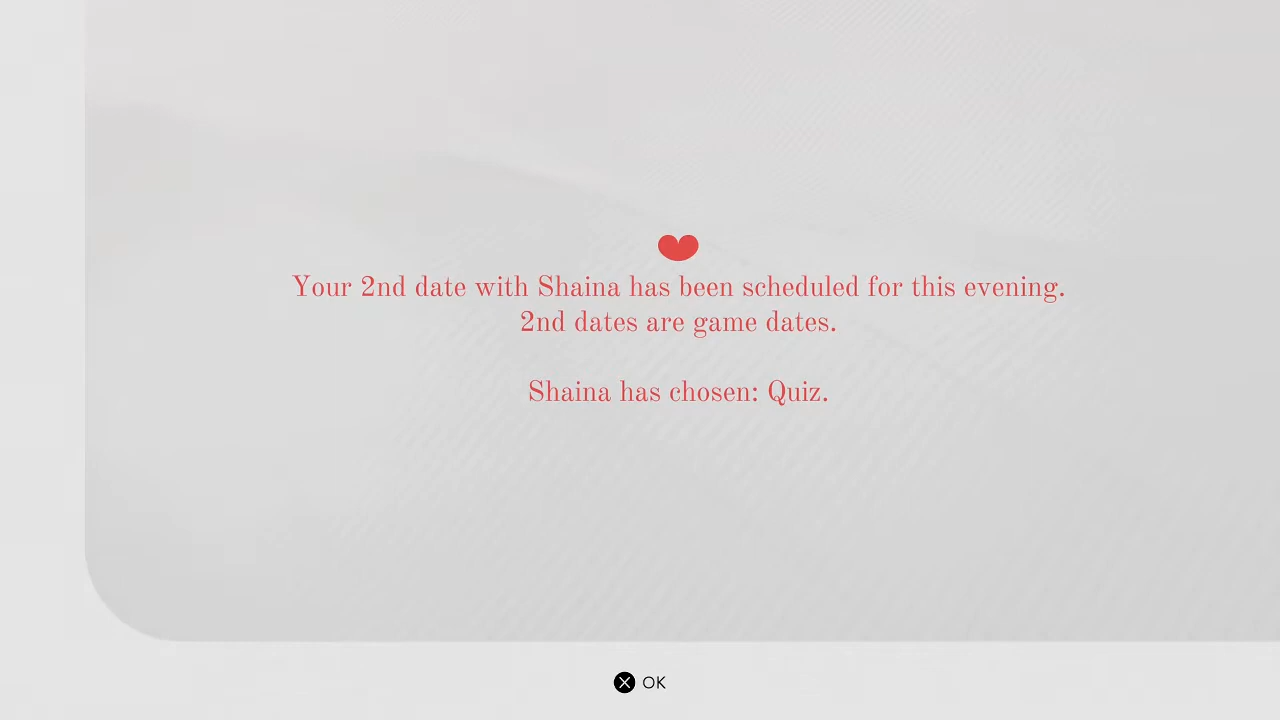 Your 2nd date with Shaina has been scheduled for this evening.
2nd dates are game dates.
Shaina has chosen: Quiz.
OK